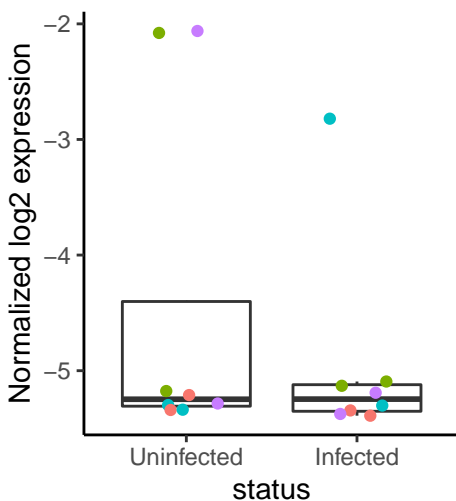 Normalized log2 expression
−2
−3
−4
−5
Uninfected
Infected
status